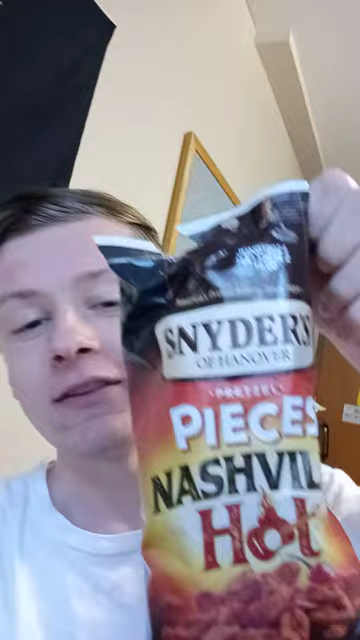 SNYDER'S
OF HANOVER
PRETZEL
PIECES
NASHVIL
Hot